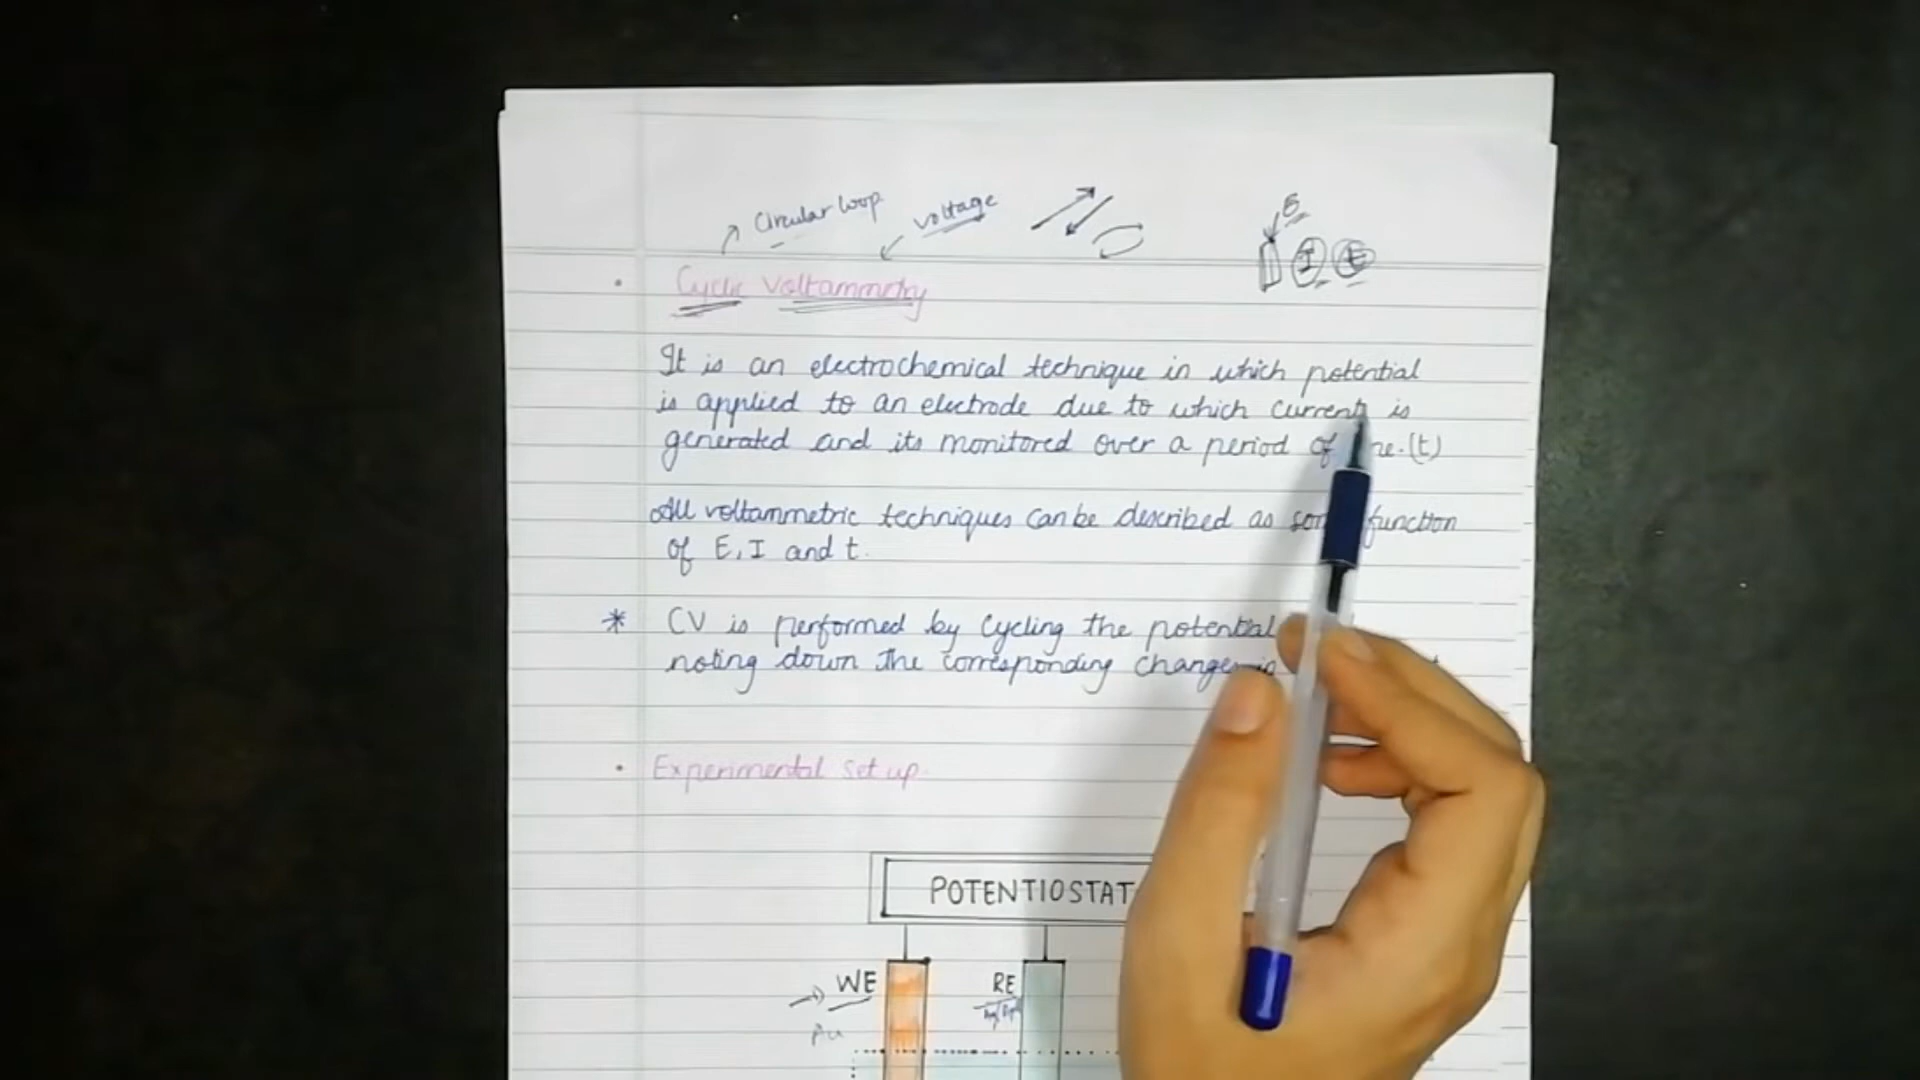 Circular loop
voltage
E
I E
Cyclic Voltammetry
It is an electrochemical technique in which potential
is applied to an electrode due to which current is
generated and its monitored over a period of (t)
All voltammetric techniques can be described as function
of E, I and t.
* CV is performed by cycling the potential
noting down the corresponding changes in
Experimental set up.
POTENTIOSTAT
WE
RE
Au